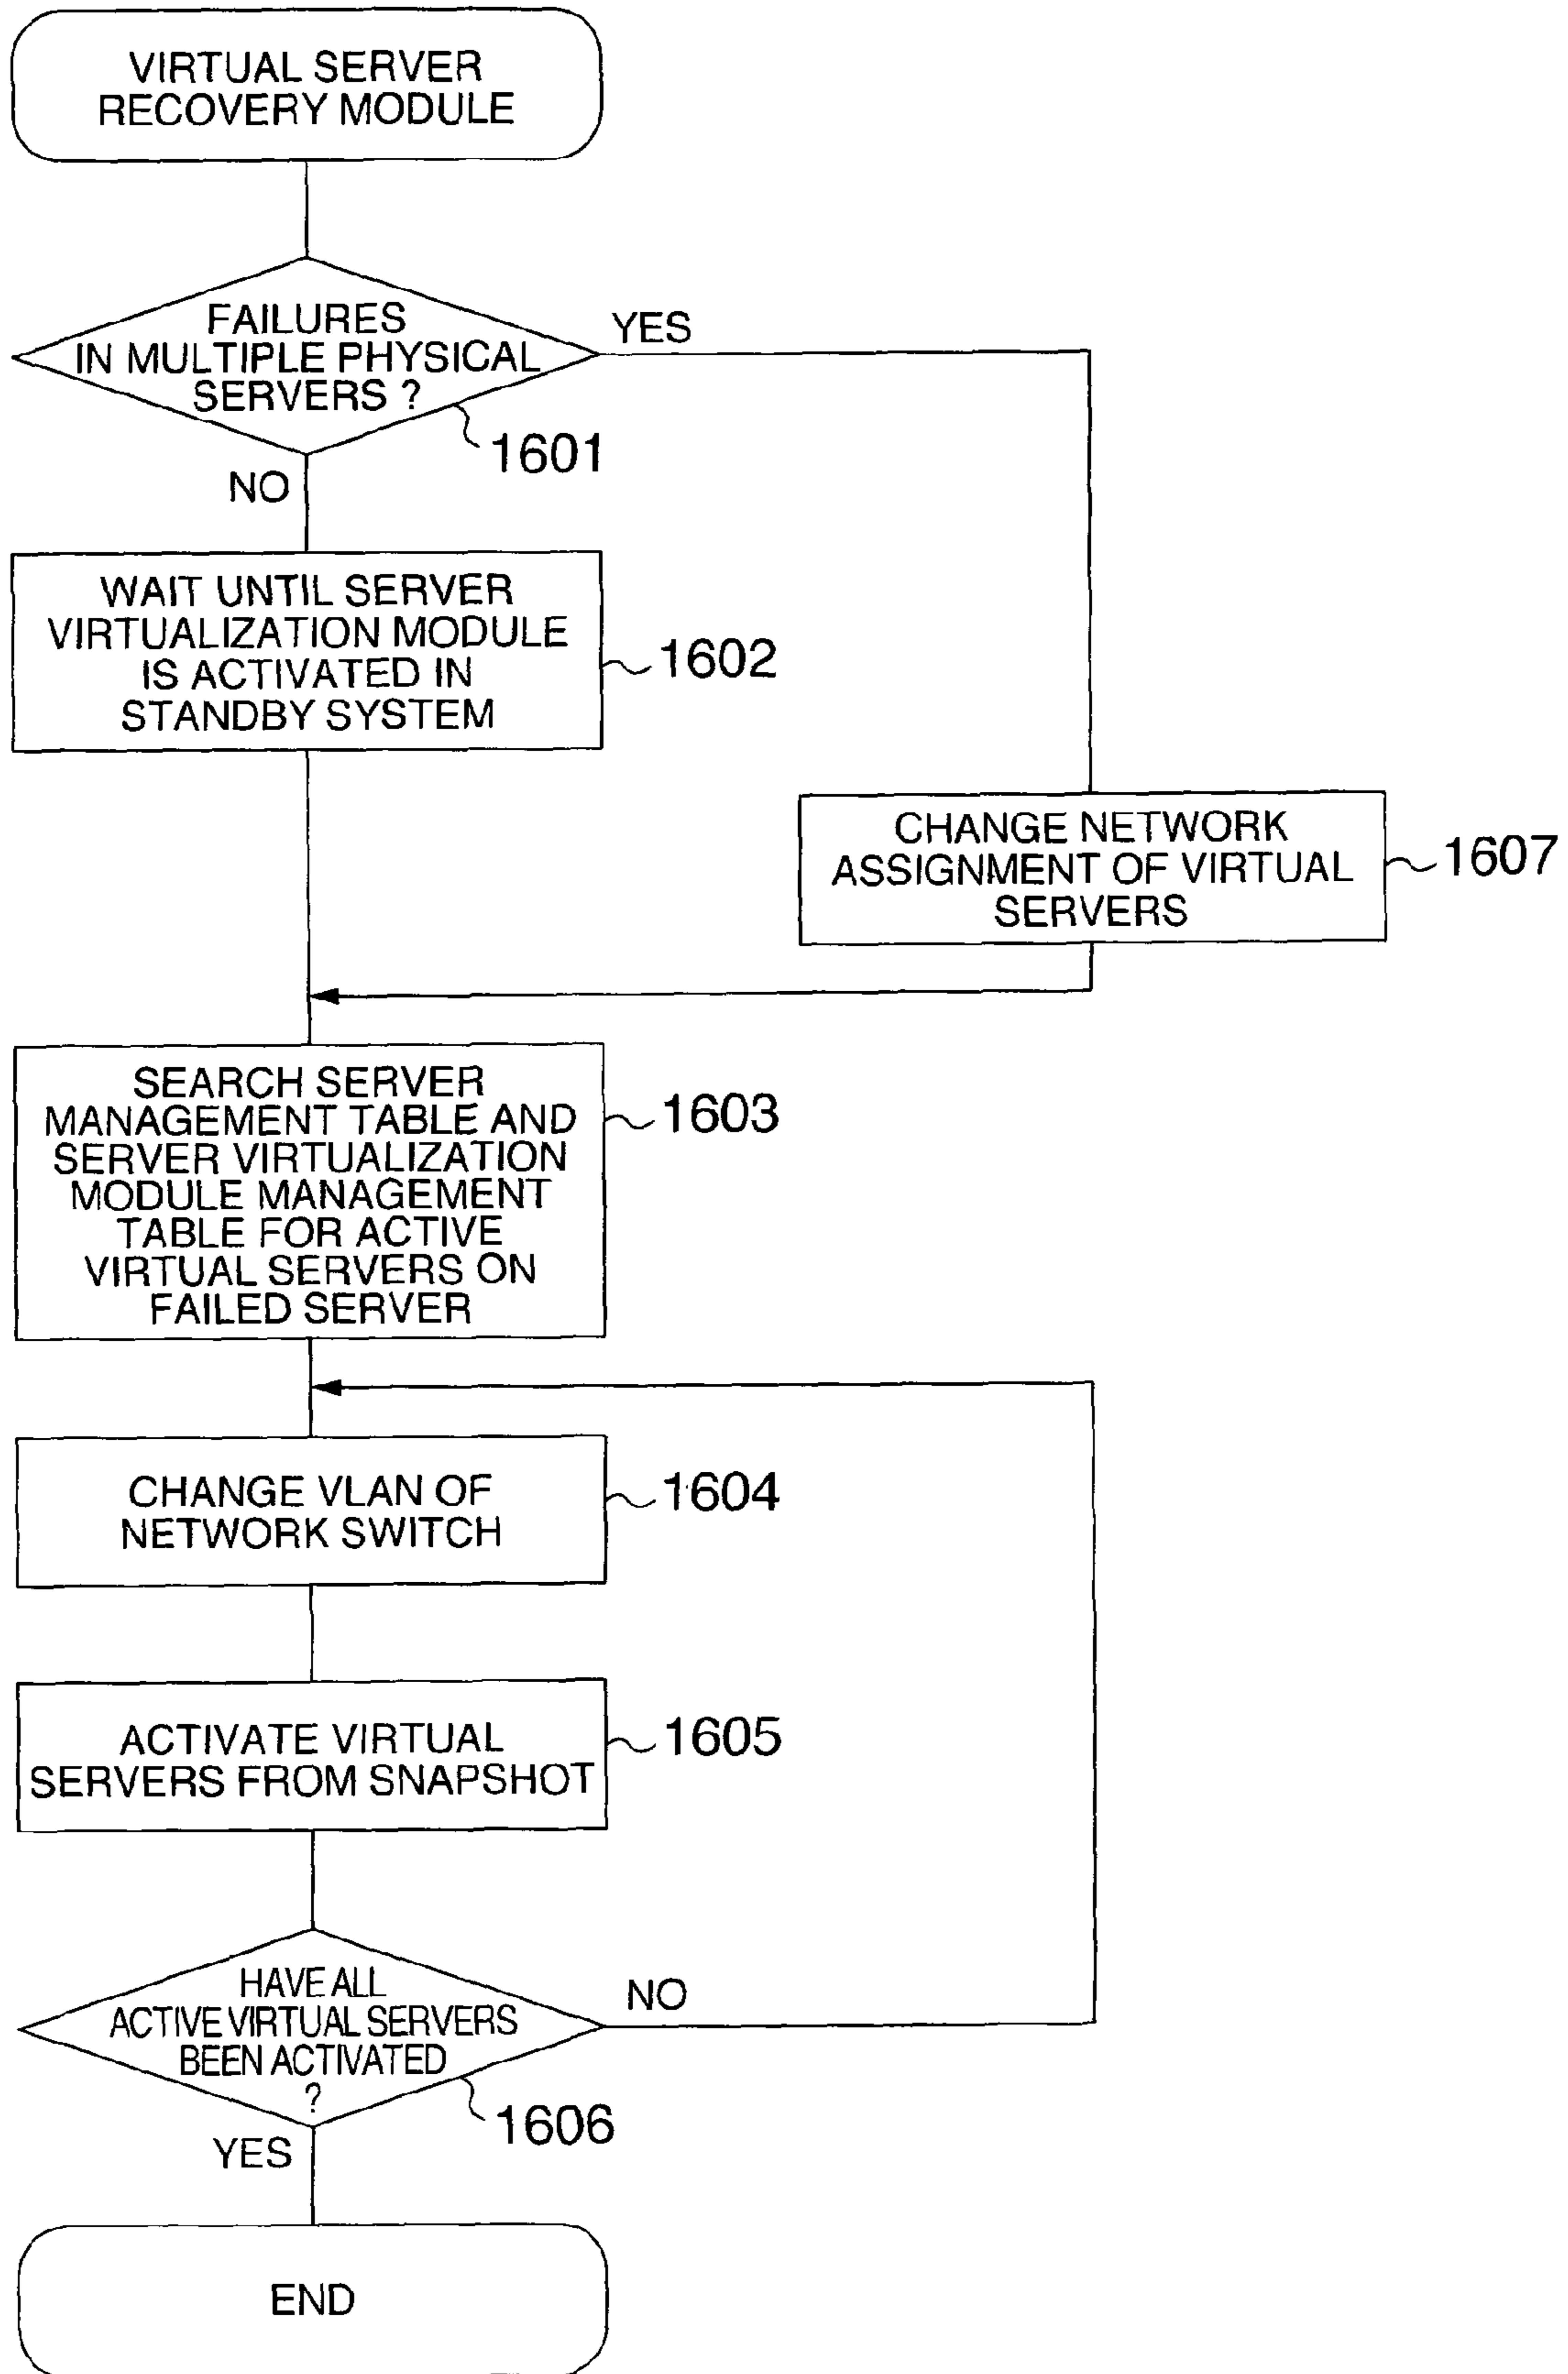 VIRTUAL SERVER
RECOVERY MODULE
FAILURES
IN MULTIPLE PHYSICAL
SERVERS ?
YES
1601
NO
WAIT UNTIL SERVER
VIRTUALIZATION MODULE
IS ACTIVATED IN
STANDBY SYSTEM
1602
CHANGE NETWORK
ASSIGNMENT OF VIRTUAL
SERVERS
1607
SEARCH SERVER
MANAGEMENT TABLE AND
SERVER VIRTUALIZATION
MODULE MANAGEMENT
TABLE FOR ACTIVE
VIRTUAL SERVERS ON
FAILED SERVER
1603
CHANGE VLAN OF
NETWORK SWITCH
1604
ACTIVATE VIRTUAL
SERVERS FROM SNAPSHOT
1605
HAVE ALL
ACTIVE VIRTUAL SERVERS
BEEN ACTIVATED
?
NO
1606
YES
END